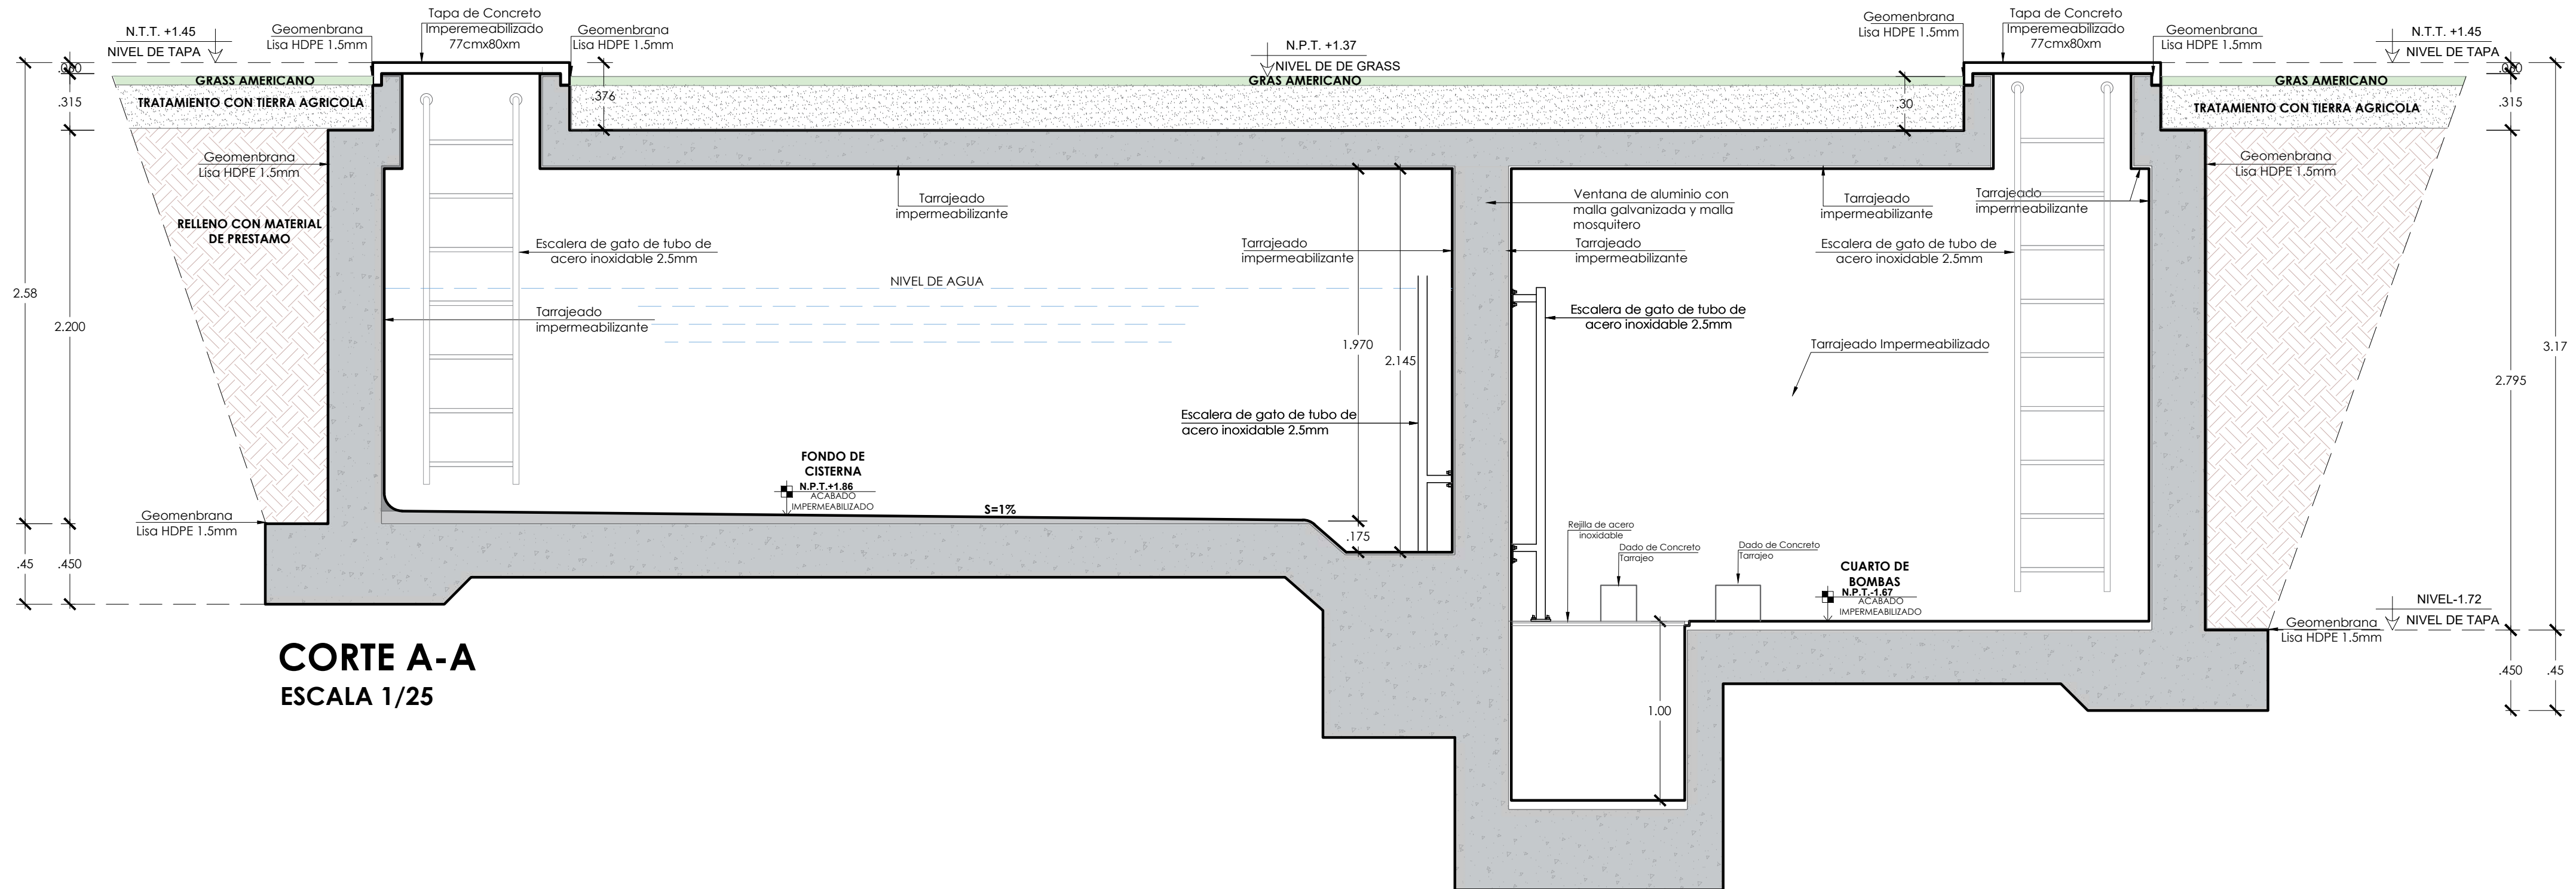 N.T.T. +1.45
NIVEL DE TAPA
Geomenbrana
Lisa HDPE 1.5mm
Tapa de Concreto
Imperemeabilizado
77cmx80xm
Geomenbrana
Lisa HDPE 1.5mm
N.P.T. +1.37
NIVEL DE DE GRASS
Geomenbrana
Lisa HDPE 1.5mm
Tapa de Concreto
Imperemeabilizado
77cmx80xm
Geomenbrana
Lisa HDPE 1.5mm
N.T.T. +1.45
NIVEL DE TAPA
.060
GRASS AMERICANO
GRAS AMERICANO
GRAS AMERICANO
.060
.315
TRATAMIENTO CON TIERRA AGRICOLA
.376
.30
TRATAMIENTO CON TIERRA AGRICOLA
.315
Geomenbrana
Lisa HDPE 1.5mm
Geomenbrana
Lisa HDPE 1.5mm
Tarrajeado
impermeabilizante
Ventana de aluminio con
malla galvanizada y malla
mosquitero
Tarrajeado
impermeabilizante
Tarrajeado
impermeabilizante
RELLENO CON MATERIAL
DE PRESTAMO
Escalera de gato de tubo de
acero inoxidable 2.5mm
Tarrajeado
impermeabilizante
Tarrajeado
impermeabilizante
Escalera de gato de tubo de
acero inoxidable 2.5mm
NIVEL DE AGUA
2.58
2.200
Tarrajeado
impermeabilizante
Escalera de gato de tubo de
acero inoxidable 2.5mm
1.970
2.145
Tarrajeado Impermeabilizado
3.17
2.795
Escalera de gato de tubo de
acero inoxidable 2.5mm
FONDO DE
CISTERNA
N.P.T.+1.86
ACABADO
IMPERMEABILIZADO
S=1%
Geomenbrana
Lisa HDPE 1.5mm
.175
Rejilla de acero
inoxidable
Dado de Concreto
Tarrajeo
Dado de Concreto
Tarrajeo
.45
.450
CUARTO DE
BOMBAS
N.P.T.-1.67
ACABADO
IMPERMEABILIZADO
NIVEL-1.72
NIVEL DE TAPA
Geomenbrana
Lisa HDPE 1.5mm
CORTE A-A
ESCALA 1/25
.450
.45
1.00